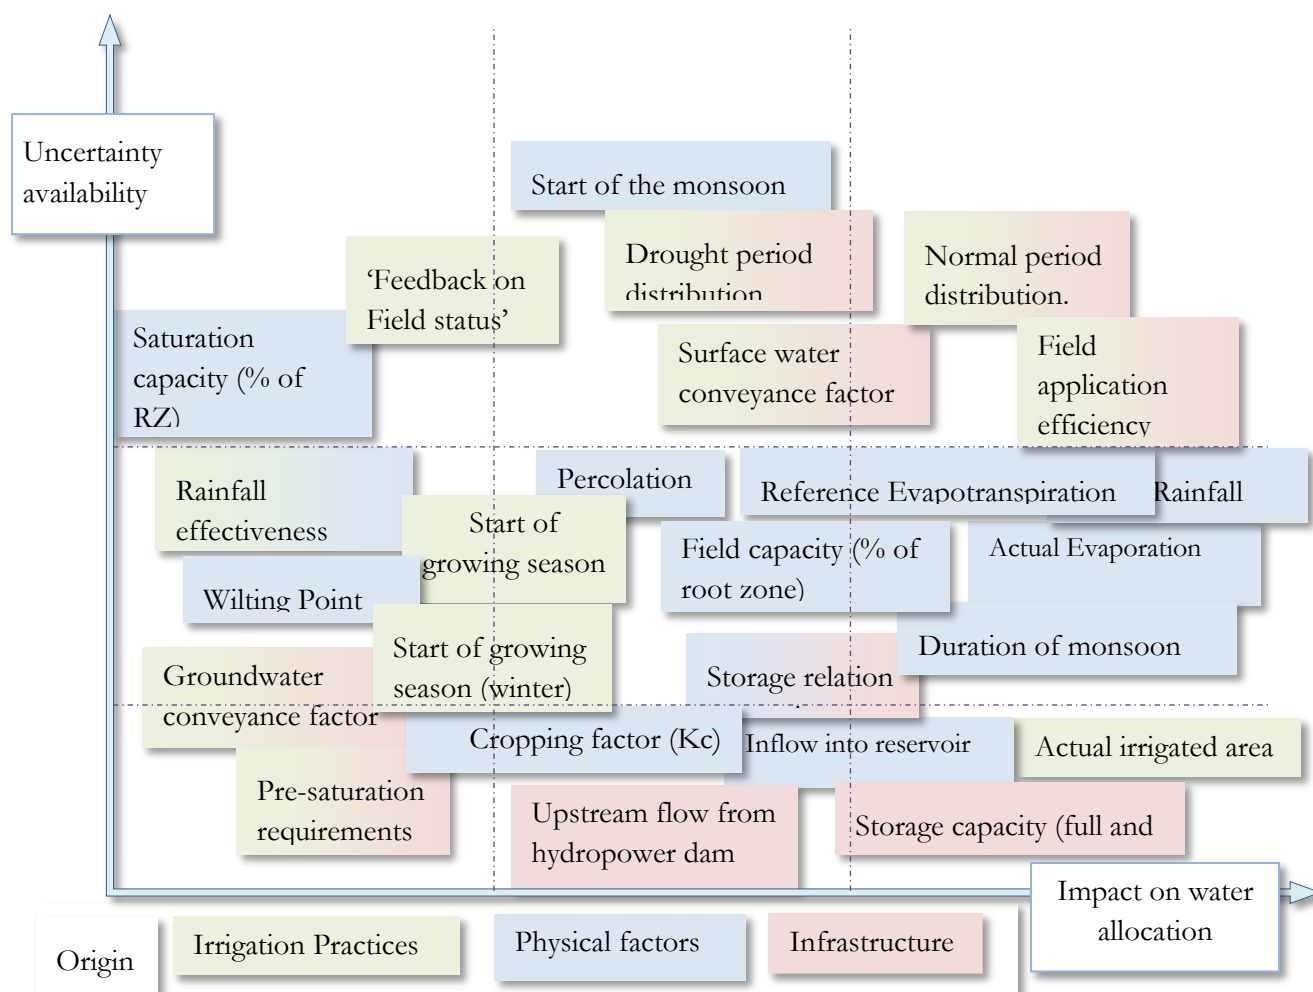 Uncertainty
availability
Start of the monsoon
Drought period
distribution
Normal period
distribution.
‘Feedback on
Field status’
Saturation
capacity (% of
RZ)
Surface water
conveyance factor
Field
application
efficiency
Rainfall
effectiveness
Percolation
Reference Evapotranspiration
Rainfall
Start of
growing season
Field capacity (% of
root zone)
Actual Evaporation
Wilting Point
Start of growing
season (winter)
Duration of monsoon
Groundwater
conveyance factor
Storage relation
Cropping factor (Kc)
Inflow into reservoir
Actual irrigated area
Pre-saturation
requirements
Upstream flow from
hydropower dam
Storage capacity (full and
Impact on water
allocation
Origin
Irrigation Practices
Physical factors
Infrastructure